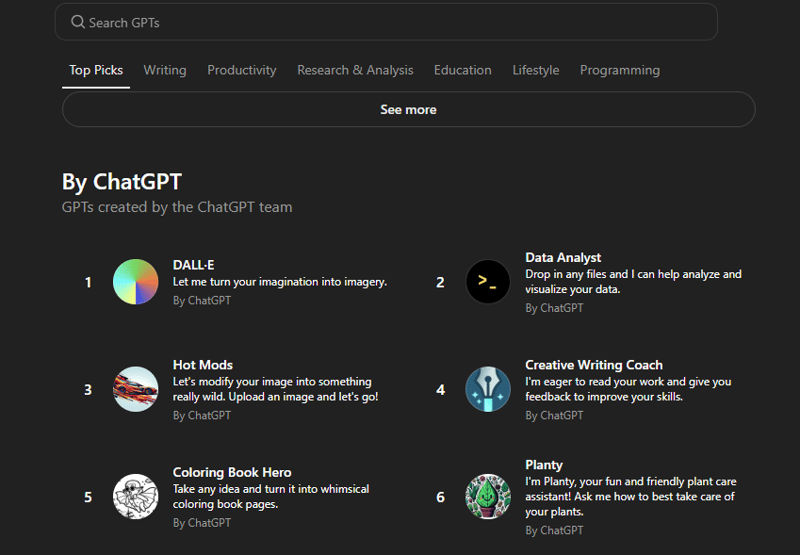 Search GPTs
Top Picks Writing Productivity Research & Analysis Education Lifestyle Programming
See more
By ChatGPT
GPTs created by the ChatGPT team
1
DALL·E
Let me turn your imagination into imagery.
By ChatGPT
2
>_
Data Analyst
Drop in any files and I can help analyze and
visualize your data.
By ChatGPT
3
Hot Mods
Let's modify your image into something
really wild. Upload an image and let's go!
By ChatGPT
4
Creative Writing Coach
I'm eager to read your work and give you
feedback to improve your skills.
By ChatGPT
5
Coloring Book Hero
Take any idea and turn it into whimsical
coloring book pages.
By ChatGPT
6
Planty
I'm Planty, your fun and friendly plant care
assistant! Ask me how to best take care of
your plants.
By ChatGPT